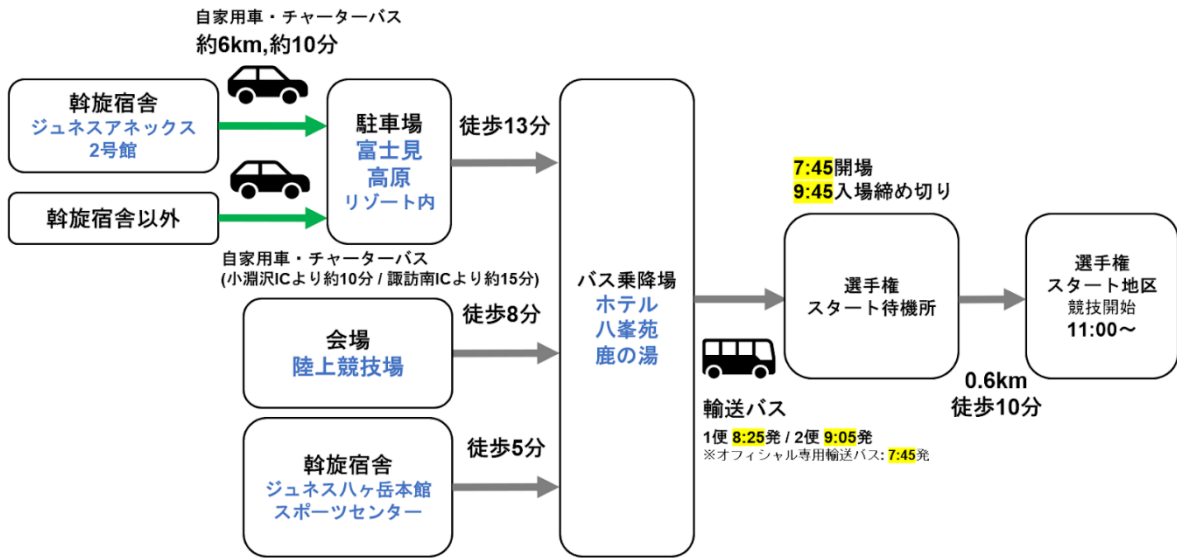 自家用車・チャーターバス
約6km,約10分
斡旋宿舎
ジュネスアネックス
2号館
斡旋宿舎以外
駐車場
富士見
高原
リゾート内
徒歩13分
自家用車・チャーターバス
(小淵沢ICより約10分 / 諏訪南ICより約15分)
会場
陸上競技場
徒歩8分
斡旋宿舎
ジュネス八ヶ岳本館
スポーツセンター
徒歩5分
バス乗降場
ホテル
八峯苑
鹿の湯
輸送バス
1便 8:25発 / 2便 9:05発
※オフィシャル専用輸送バス: 7:45発
7:45開場
9:45入場締め切り
選手権
スタート待機所
0.6km
徒歩10分
選手権
スタート地区
競技開始
11:00～